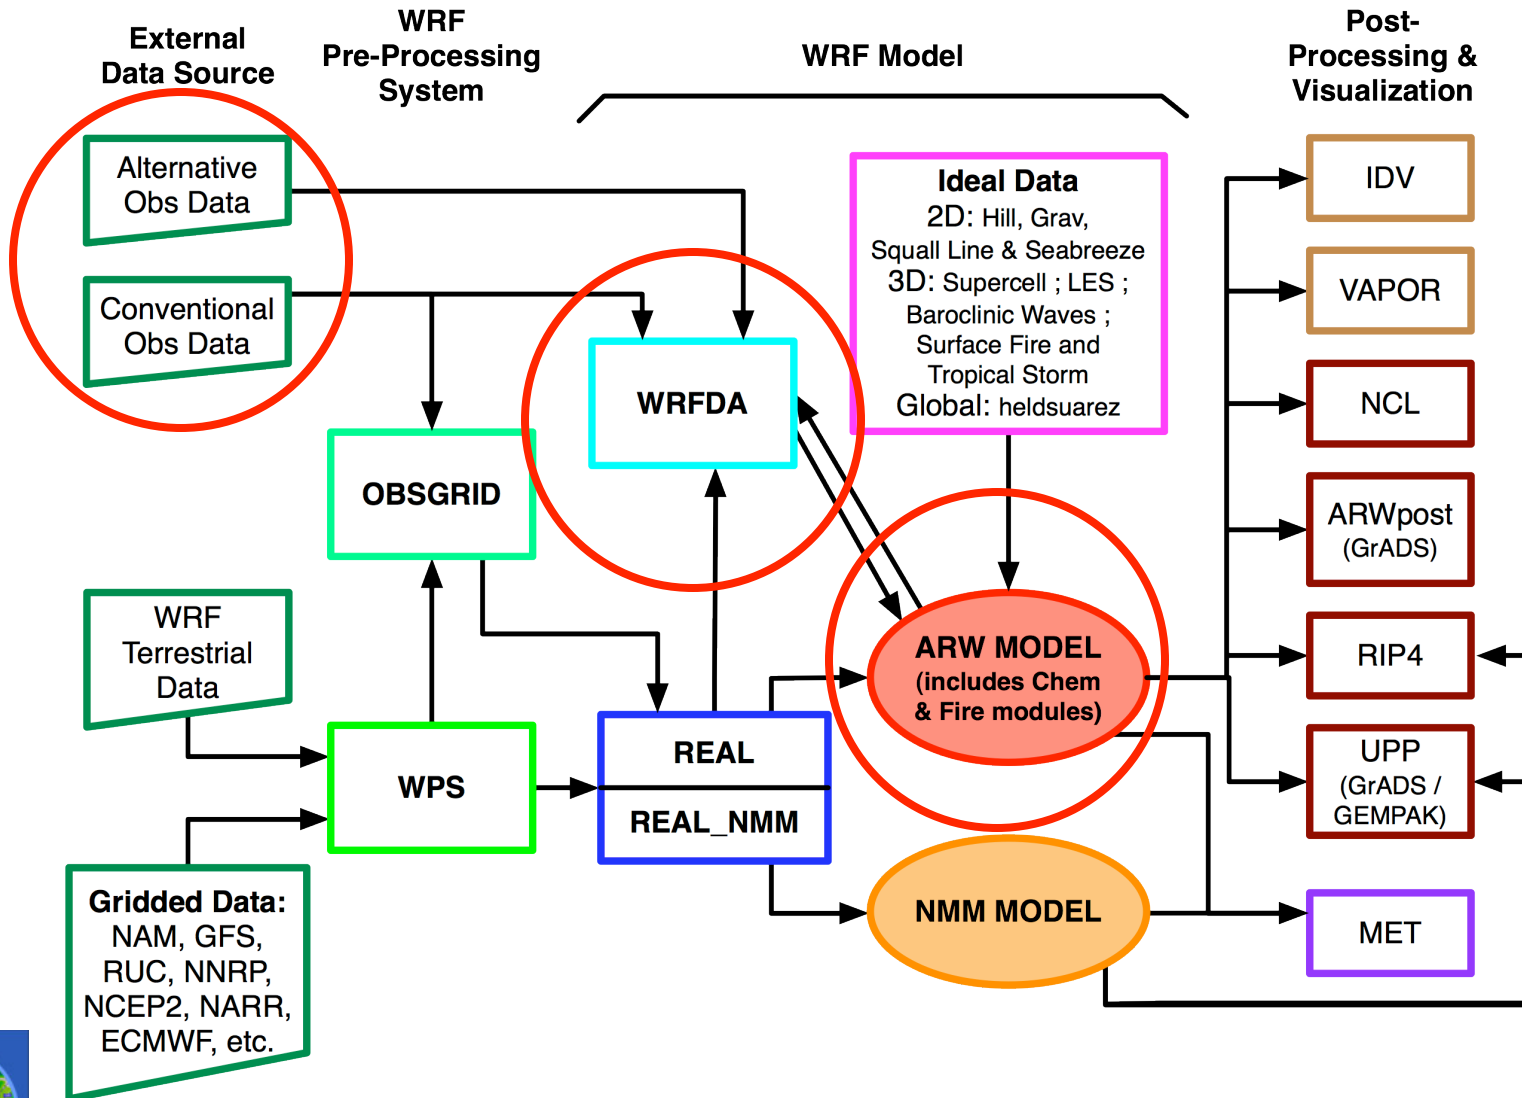 External
Data Source
WRF
Pre-Processing
System
WRF Model
Post-
Processing &
Visualization
Alternative
Obs Data
Conventional
Obs Data
WRF
Terrestrial
Data
Gridded Data:
NAM, GFS,
RUC, NNRP,
NCEP2, NARR,
ECMWF, etc.
OBSGRID
WPS
WRFDA
REAL
REAL_NMM
Ideal Data
2D: Hill, Grav,
Squall Line & Seabreeze
3D: Supercell ; LES ;
Baroclinic Waves ;
Surface Fire and
Tropical Storm
Global: heldsuarez
ARW MODEL
(includes Chem
& Fire modules)
NMM MODEL
IDV
VAPOR
NCL
ARWpost
(GrADS)
RIP4
UPP
(GrADS /
GEMPAK)
MET